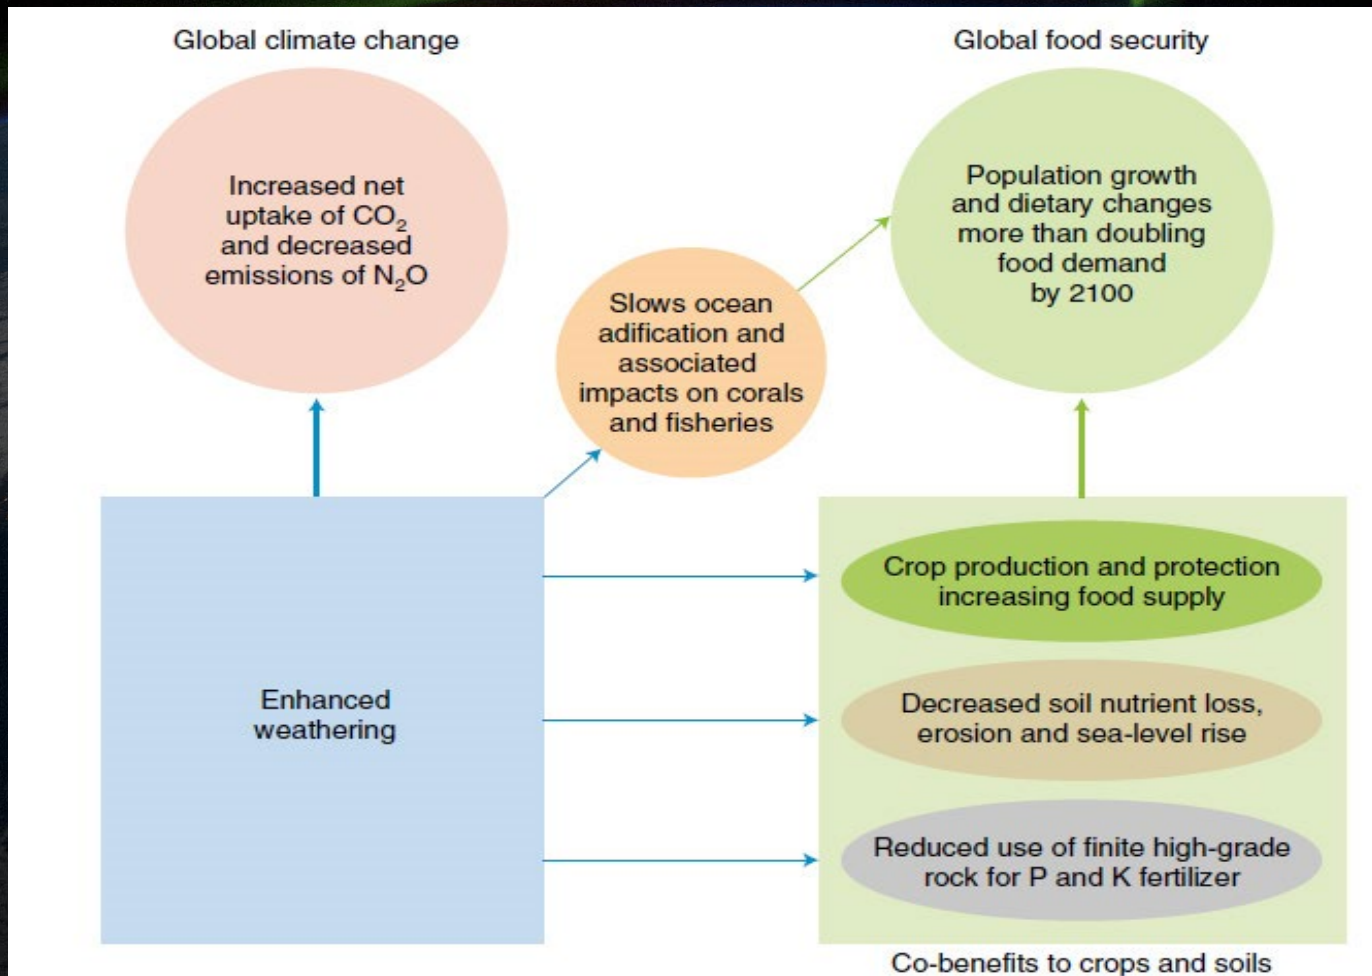 Global climate change
Global food security
Increased net
uptake of CO₂
and decreased
emissions of N₂O
Population growth
and dietary changes
more than doubling
food demand
by 2100
Slows ocean
adification and
associated
impacts on corals
and fisheries
Enhanced
weathering
Crop production and protection
increasing food supply
Decreased soil nutrient loss,
erosion and sea-level rise
Reduced use of finite high-grade
rock for P and K fertilizer
Co-benefits to crops and soils